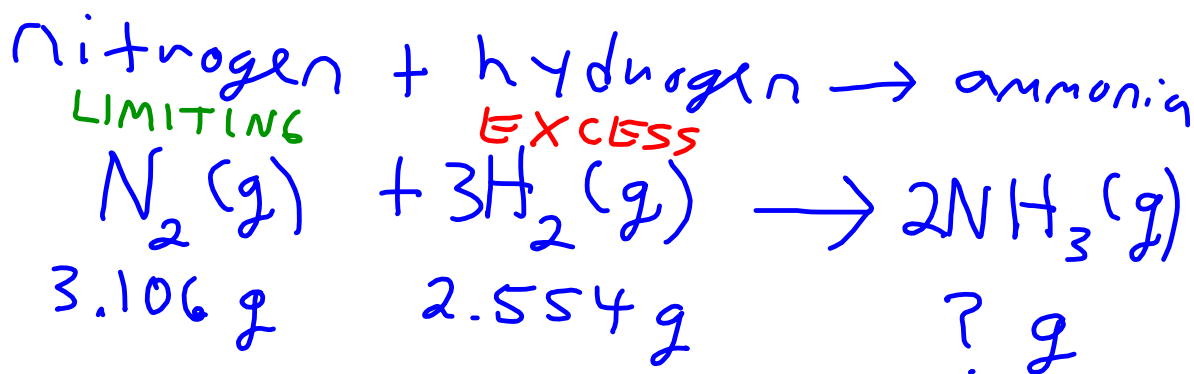 nitrogen + hydrogen → ammonia
LIMITING EXCESS
N₂(g) + 3H₂(g) → 2NH₃(g)
3.106 g 2.554 g ? g